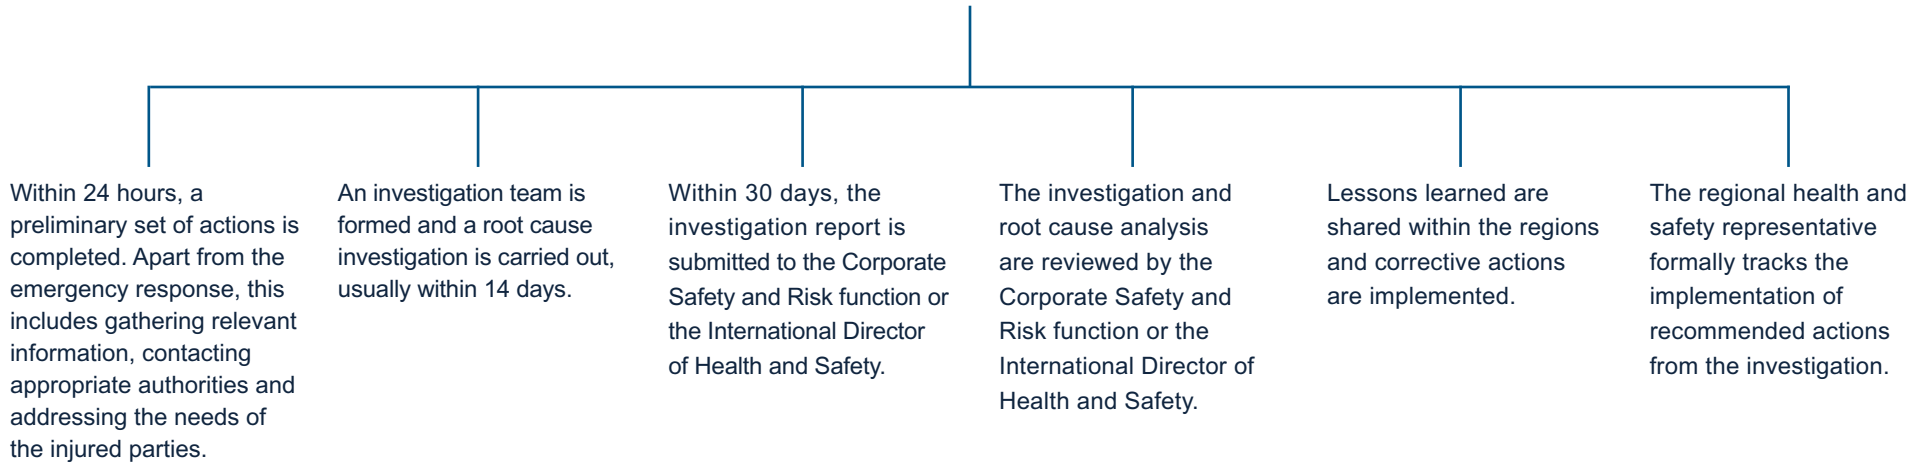 Within 24 hours, a
preliminary set of actions is
completed. Apart from the
emergency response, this
includes gathering relevant
information, contacting
appropriate authorities and
addressing the needs of
the injured parties.
An investigation team is
formed and a root cause
investigation is carried out,
usually within 14 days.
Within 30 days, the
investigation report is
submitted to the Corporate
Safety and Risk function or
the International Director
of Health and Safety.
The investigation and
root cause analysis
are reviewed by the
Corporate Safety and
Risk function or the
International Director of
Health and Safety.
Lessons learned are
shared within the regions
and corrective actions
are implemented.
The regional health and
safety representative
formally tracks the
implementation of
recommended actions
from the investigation.